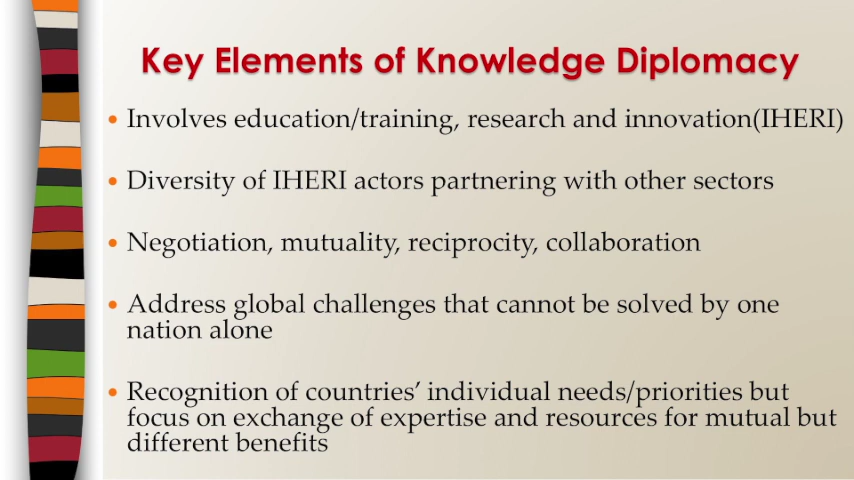 Key Elements of Knowledge Diplomacy
• Involves education/training, research and innovation(IHERI)
• Diversity of IHERI actors partnering with other sectors
• Negotiation, mutuality, reciprocity, collaboration
• Address global challenges that cannot be solved by one
nation alone
• Recognition of countries’ individual needs/priorities but
focus on exchange of expertise and resources for mutual but
different benefits